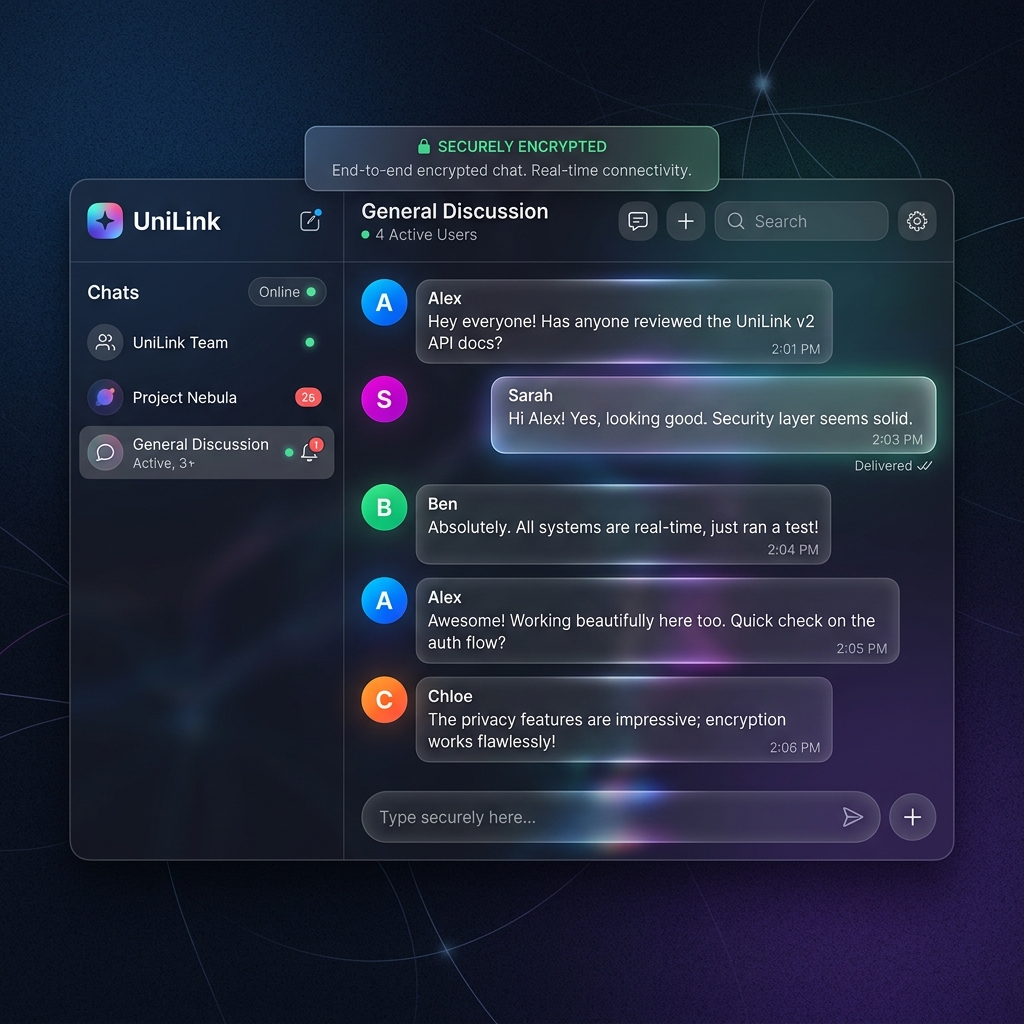 SECURELY ENCRYPTED
End-to-end encrypted chat. Real-time connectivity.
UniLink
Chats
Online
UniLink Team
Project Nebula
26
General Discussion
Active, 3+
1
General Discussion
4 Active Users
Search
A
Alex
Hey everyone! Has anyone reviewed the UniLink v2
API docs?
2:01 PM
S
Sarah
Hi Alex! Yes, looking good. Security layer seems solid.
2:03 PM
Delivered
B
Ben
Absolutely. All systems are real-time, just ran a test!
2:04 PM
A
Alex
Awesome! Working beautifully here too. Quick check on the
auth flow?
2:05 PM
C
Chloe
The privacy features are impressive; encryption
works flawlessly!
2:06 PM
Type securely here...